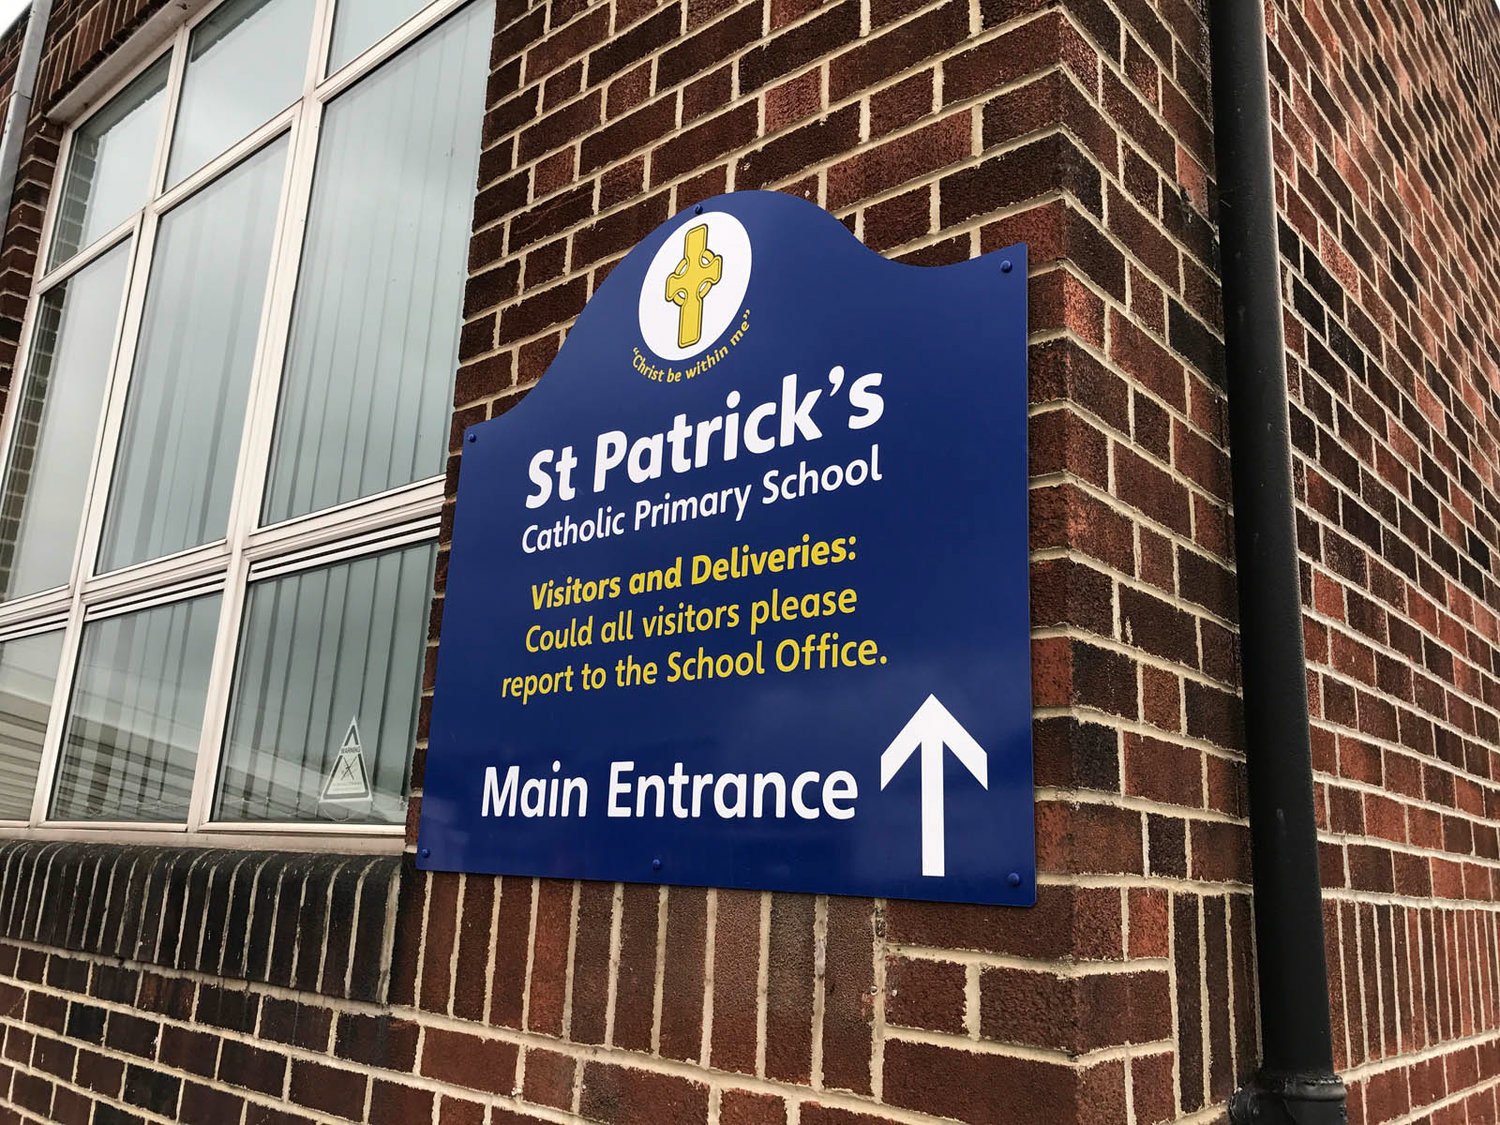 "Christ be within me"
St Patrick's
Catholic Primary School
Visitors and Deliveries:
Could all visitors please
report to the School Office.
Main Entrance
WARNING